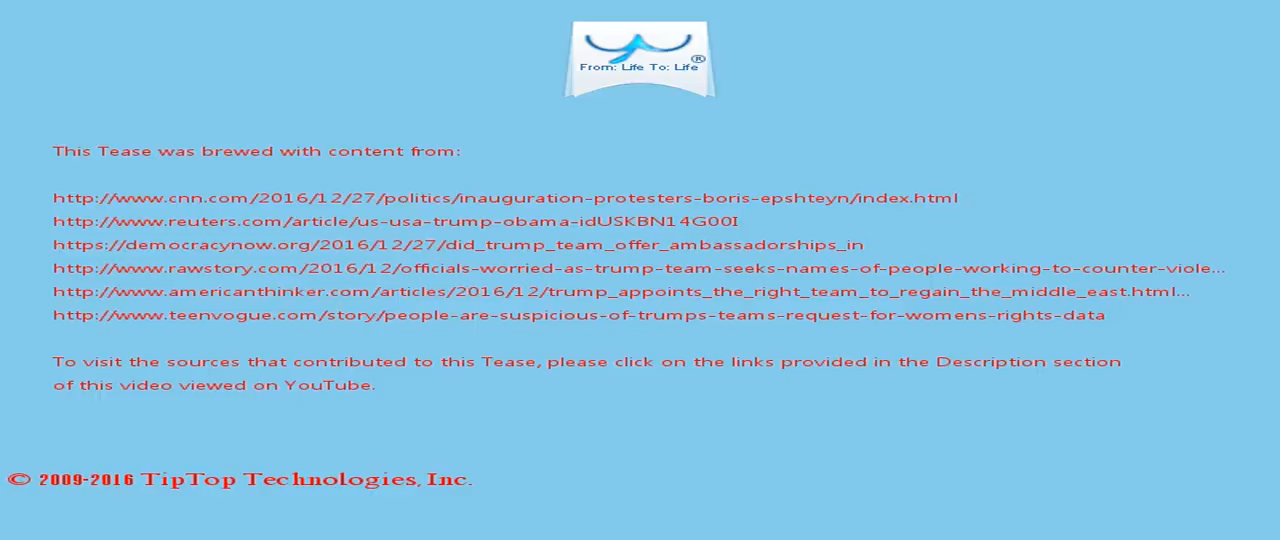 From: Life To: Life ®
This Tease was brewed with content from:
http://www.cnn.com/2016/12/27/politics/inauguration-protesters-boris-epshteyn/index.html
http://www.reuters.com/article/us-usa-trump-obama-idUSKBN14G00I
https://democracynow.org/2016/12/27/did_trump_team_offer_ambassadorships_in
http://www.rawstory.com/2016/12/officials-worried-as-trump-team-seeks-names-of-people-working-to-counter-viole...
http://www.americanthinker.com/articles/2016/12/trump_appoints_the_right_team_to_regain_the_middle_east.html...
http://www.teenvogue.com/story/people-are-suspicious-of-trumps-teams-request-for-womens-rights-data
To visit the sources that contributed to this Tease, please click on the links provided in the Description section
of this video viewed on YouTube.
© 2009-2016 TipTop Technologies, Inc.